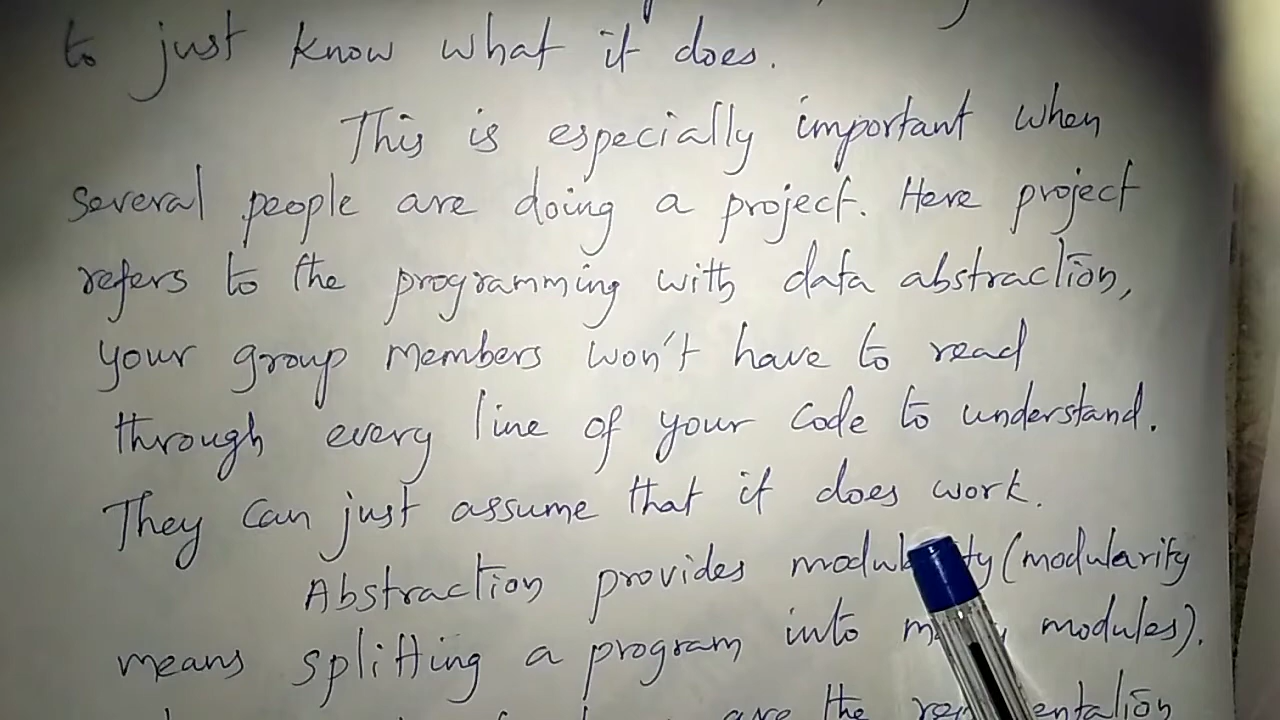 to just know what it does.
This is especially important when
several people are doing a project. Here project
refers to the programming with data abstraction,
your group members won't have to read
through every line of your code to understand.
They can just assume that it does work.
Abstraction provides (modularity
means splitting a program into modules).
are the